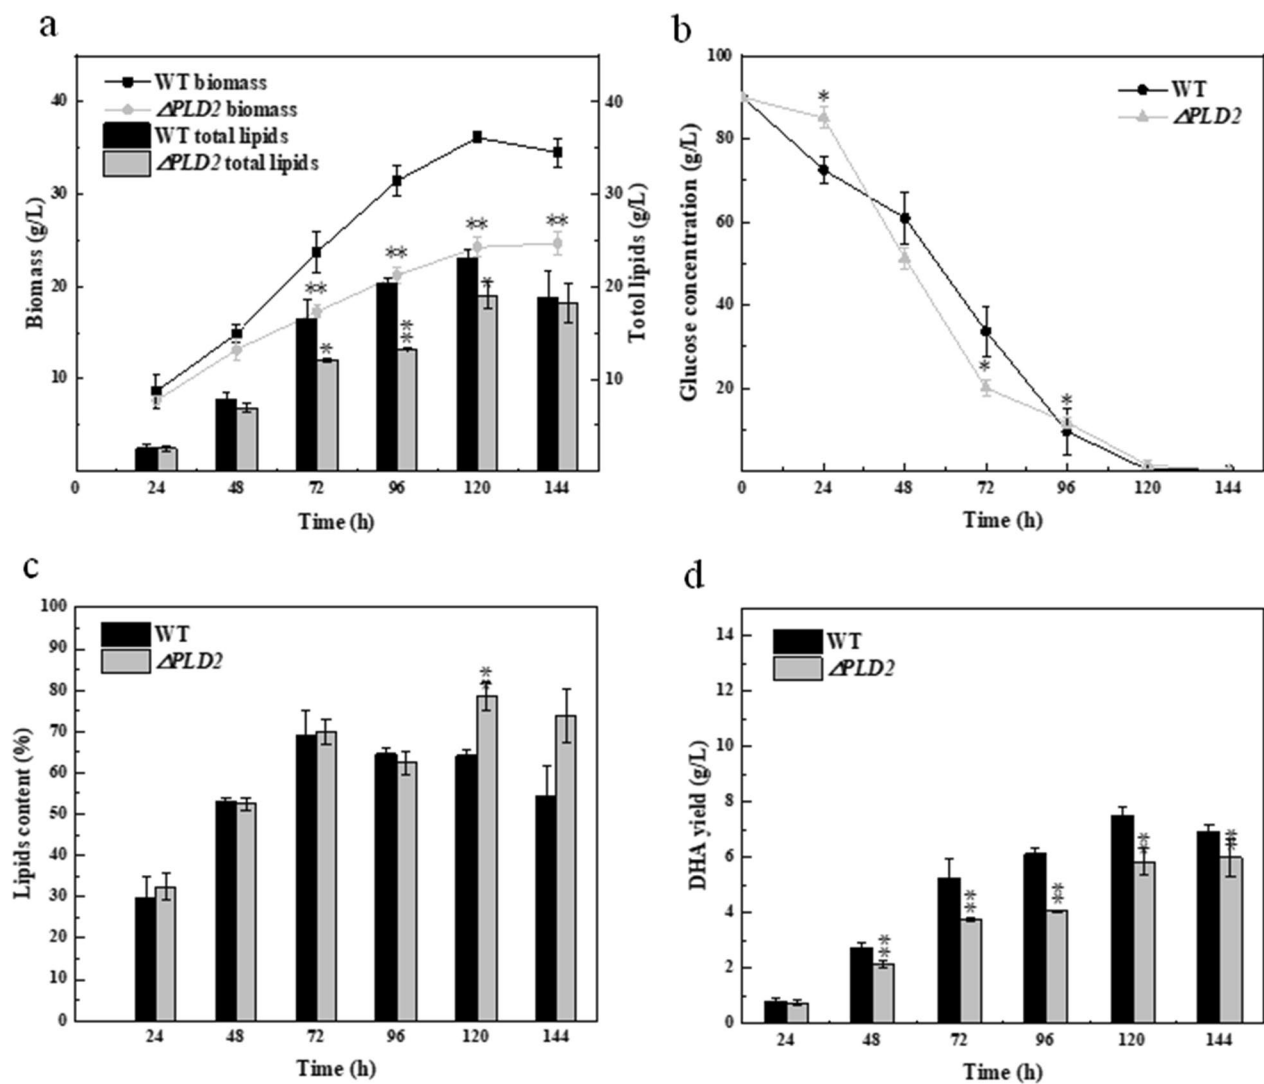 a
WT biomass
ΔPLD2 biomass
WT total lipids
ΔPLD2 total lipids
Biomass (g/L)
40
30
20
10
40
30
20
10
Totol lipids (g/L)
** ** ** **
* ** *
0 24 48 72 96 120 144
Time (h)
b
WT
ΔPLD2
Glucose concentration (g/L)
100
80
60
40
20
0
* * *
0 24 48 72 96 120 144
Time (h)
c
WT
ΔPLD2
Lipids content (%)
100
90
80
70
60
50
40
30
20
10
0
**
24 48 72 96 120 144
Time (h)
d
WT
ΔPLD2
DHA yield (g/L)
14
12
10
8
6
4
2
0
** ** ** ** **
24 48 72 96 120 144
Time (h)